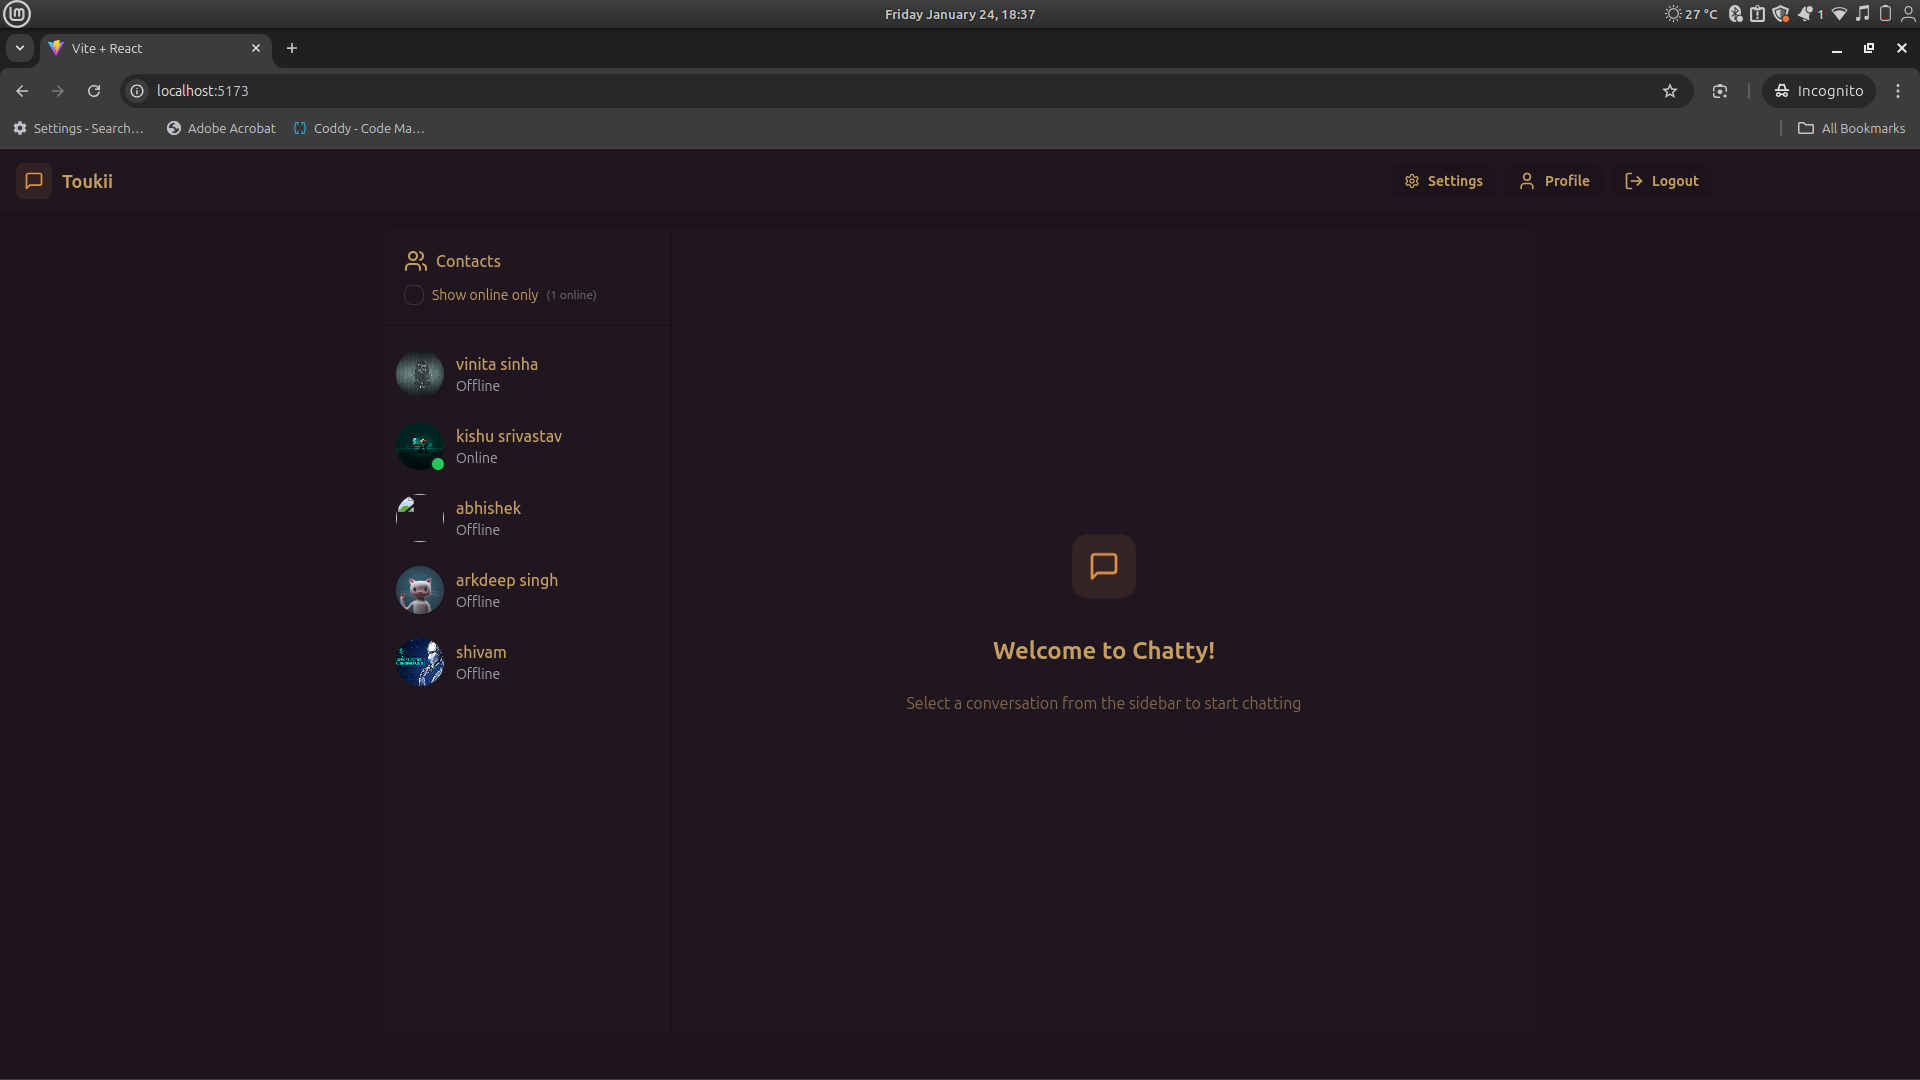 Friday January 24, 18:37
27 °C
1
Vite + React
localhost:5173
Incognito
Settings - Search…
Adobe Acrobat
Coddy - Code Ma…
All Bookmarks
Toukii
Settings
Profile
Logout
Contacts
Show online only (1 online)
vinita sinha
Offline
kishu srivastav
Online
abhishek
Offline
arkdeep singh
Offline
shivam
Offline
Welcome to Chatty!
Select a conversation from the sidebar to start chatting